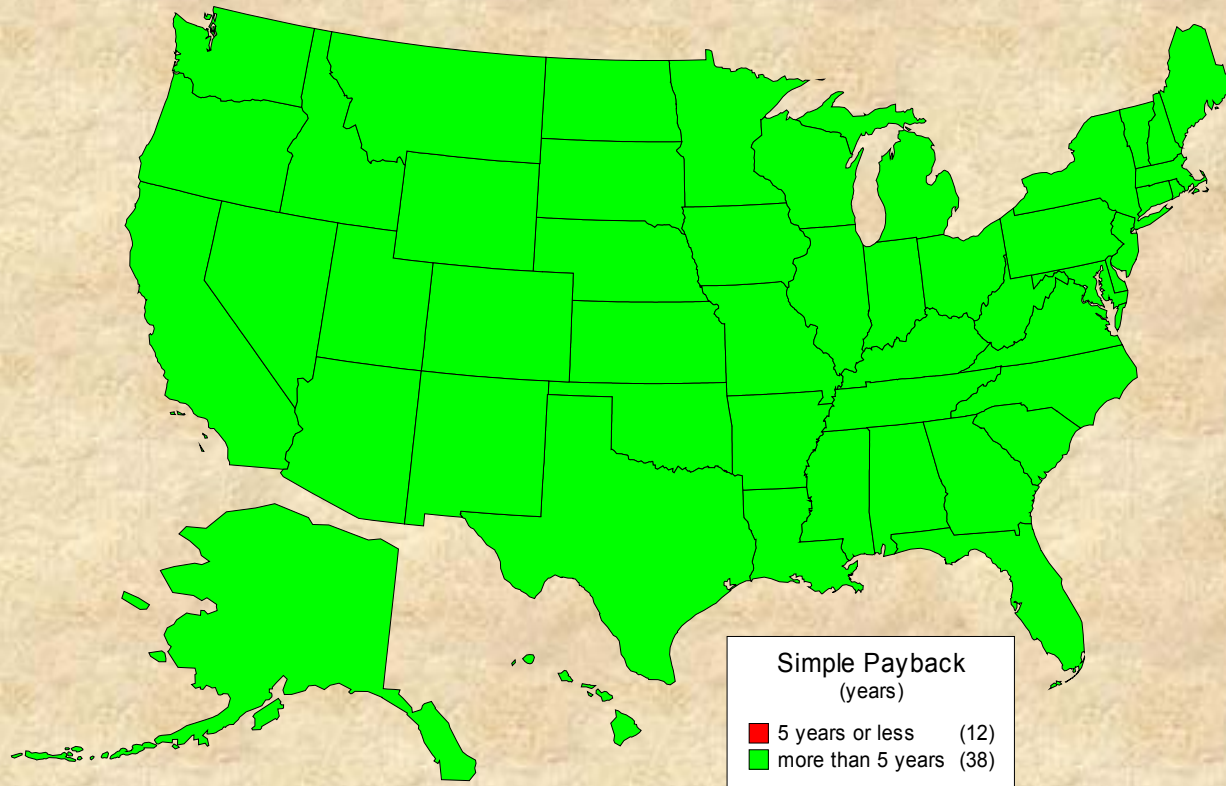 Simple Payback
(years)
5 years or less (12)
more than 5 years (38)